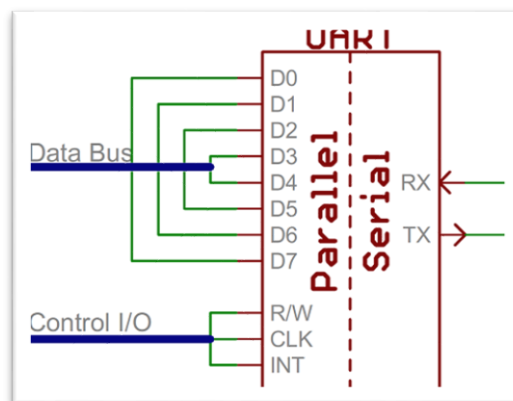 UART
D0
D1
D2
Data Bus
D3
D4
D5
D6
D7
Parallel
Serial
RX
TX
Control I/O
R/W
CLK
INT